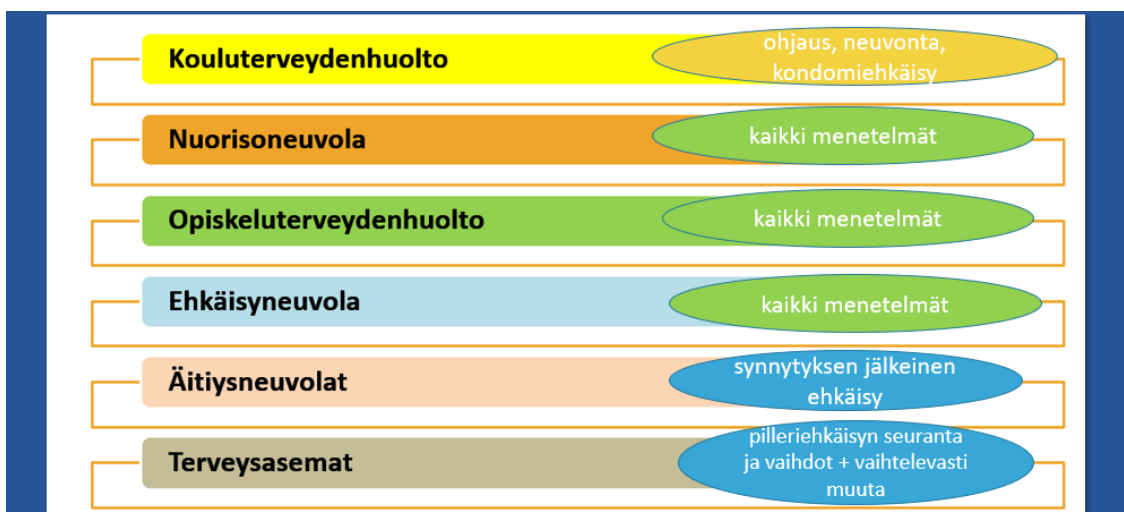 Kouluterveydenhuolto
ohjaus, neuvonta,
kondomiehkäisy
Nuorisoneuvola
kaikki menetelmät
Opiskeluterveydenhuolto
kaikki menetelmät
Ehkäisyneuvola
kaikki menetelmät
Äitiysneuvolat
synnytyksen jälkeinen
ehkäisy
Terveysasemat
pilleriehkäisyn seuranta
ja vaihdot + vaihtelevasti
muuta